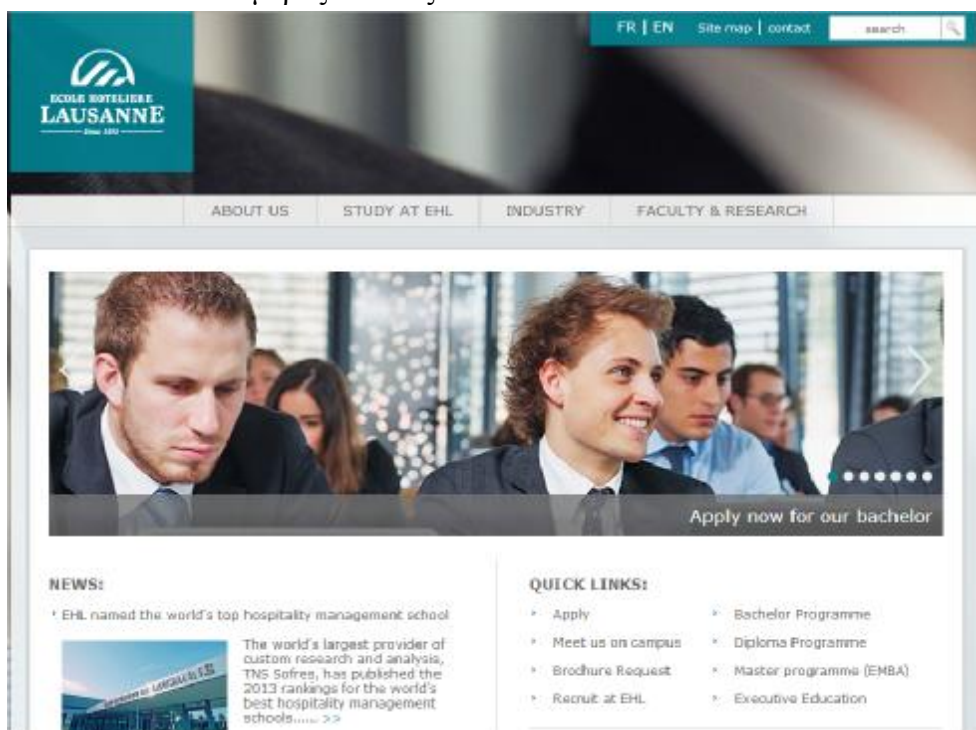 FR | EN Site map | contact search
ECOLE HOTELIERE
LAUSANNE
Since 1893
ABOUT US STUDY AT EHL INDUSTRY FACULTY & RESEARCH
Apply now for our bachelor
NEWS:
EHL named the world's top hospitality management school
The world's largest provider of
custom research and analysis,
TNS Sofres, has published the
2013 rankings for the world's
best hospitality management
schools...... >>
QUICK LINKS:
Apply
Meet us on campus
Brochure Request
Recruit at EHL
Bachelor Programme
Diploma Programme
Master programme (EMBA)
Executive Education